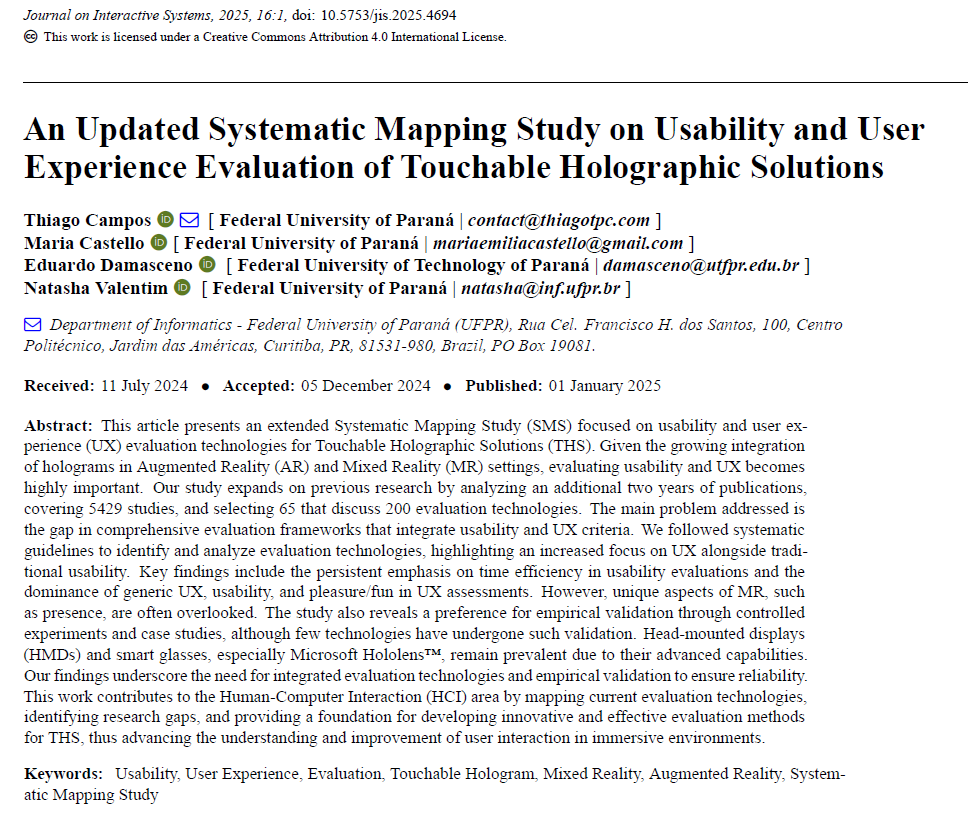 Journal on Interactive Systems, 2025, 16:1, doi: 10.5753/jis.2025.4694
This work is licensed under a Creative Commons Attribution 4.0 International License.
An Updated Systematic Mapping Study on Usability and User
Experience Evaluation of Touchable Holographic Solutions
Thiago Campos [ Federal University of Paraná | contact@thiagotpc.com ]
Maria Castello [ Federal University of Paraná | mariaemiliacastello@gmail.com ]
Eduardo Damasceno [ Federal University of Technology of Paraná | damasceno@utfpr.edu.br ]
Natasha Valentim [ Federal University of Paraná | natasha@inf.ufpr.br ]
Department of Informatics - Federal University of Paraná (UFPR), Rua Cel. Francisco H. dos Santos, 100, Centro
Politécnico, Jardim das Américas, Curitiba, PR, 81531-980, Brazil, PO Box 19081.
Received: 11 July 2024 • Accepted: 05 December 2024 • Published: 01 January 2025
Abstract: This article presents an extended Systematic Mapping Study (SMS) focused on usability and user ex-
perience (UX) evaluation technologies for Touchable Holographic Solutions (THS). Given the growing integration
of holograms in Augmented Reality (AR) and Mixed Reality (MR) settings, evaluating usability and UX becomes
highly important. Our study expands on previous research by analyzing an additional two years of publications,
covering 5429 studies, and selecting 65 that discuss 200 evaluation technologies. The main problem addressed is
the gap in comprehensive evaluation frameworks that integrate usability and UX criteria. We followed systematic
guidelines to identify and analyze evaluation technologies, highlighting an increased focus on UX alongside tradi-
tional usability. Key findings include the persistent emphasis on time efficiency in usability evaluations and the
dominance of generic UX, usability, and pleasure/fun in UX assessments. However, unique aspects of MR, such
as presence, are often overlooked. The study also reveals a preference for empirical validation through controlled
experiments and case studies, although few technologies have undergone such validation. Head-mounted displays
(HMDs) and smart glasses, especially Microsoft Hololens™, remain prevalent due to their advanced capabilities.
Our findings underscore the need for integrated evaluation technologies and empirical validation to ensure reliability.
This work contributes to the Human-Computer Interaction (HCI) area by mapping current evaluation technologies,
identifying research gaps, and providing a foundation for developing innovative and effective evaluation methods
for THS, thus advancing the understanding and improvement of user interaction in immersive environments.
Keywords: Usability, User Experience, Evaluation, Touchable Hologram, Mixed Reality, Augmented Reality, System-
atic Mapping Study